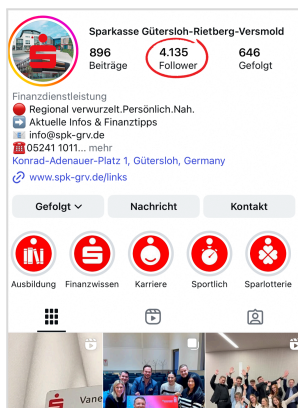 Sparkasse Gütersloh-Rietberg-Versmold
896 4.135 646
Beiträge Follower Gefolgt
Finanzdienstleistung
🔴 Regional verwurzelt.Persönlich.Nah.
➡️ Aktuelle Infos & Finanztipps
📧 info@spk-grv.de
☎️05241 1011... mehr
Konrad-Adenauer-Platz 1, Gütersloh, Germany
www.spk-grv.de/links
Gefolgt Nachricht Kontakt
Ausbildung Finanzwissen Karriere Sportlich Sparlotterie
Vane